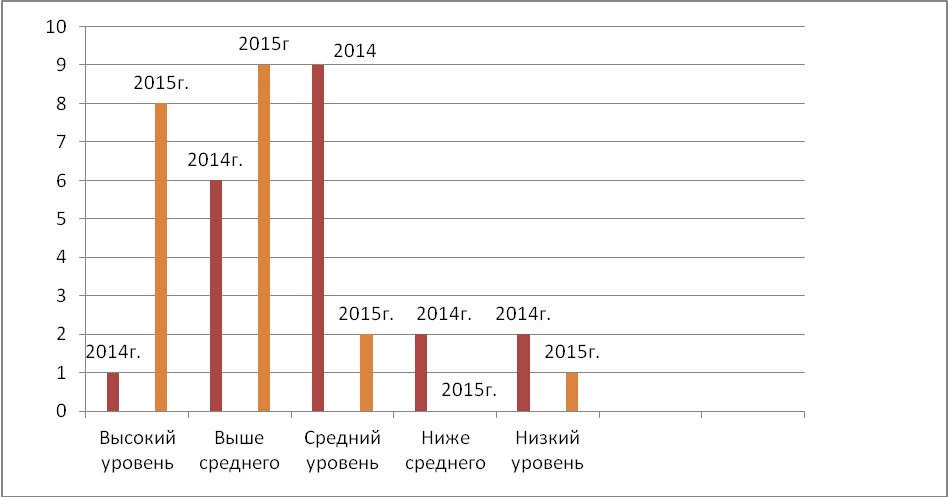 10
9
8
7
6
5
4
3
2
1
0
2014г.
2015г.
2014г.
2015г
2014
2015г.
2014г.
2015г.
2014г.
2015г.
Высокий
уровень
Выше
среднего
Средний
уровень
Ниже
среднего
Низкий
уровень